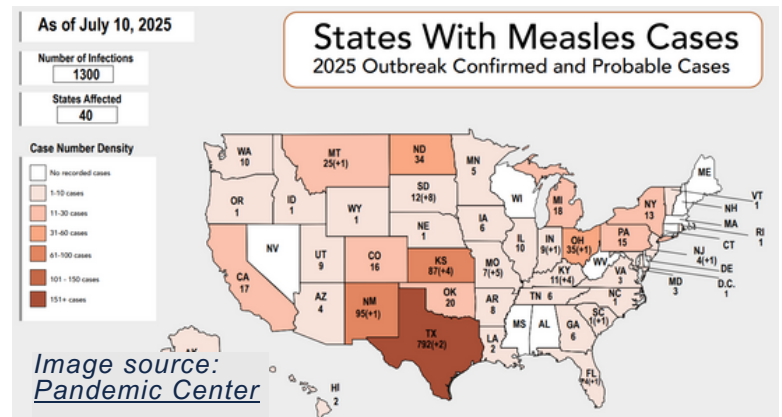 As of July 10, 2025
States With Measles Cases
2025 Outbreak Confirmed and Probable Cases
Number of Infections
1300
States Affected
40
Case Number Density
No recorded cases
1-10 cases
11-30 cases
31-60 cases
61-100 cases
101 - 150 cases
151+ cases
WA
10
MT
25(+1)
ND
34
MN
5
ME
OR
1
ID
1
WY
1
SD
12(+8)
WI
MI
18
NY
13
VT
1
NH
MA
RI
1
CT
NV
UT
9
CO
16
NE
1
IA
6
IL
10
IN
9(+1)
OH
35(+1)
PA
15
NJ
4(+1)
DE
D.C.
1
MD
3
CA
17
AZ
4
NM
95(+1)
KS
87(+4)
OK
20
MO
7(+5)
KY
11(+4)
WV
VA
3
NC
1
TN 6
AR
8
SC
1(+1)
MS
AL
GA
6
TX
792(+2)
LA
2
FL
HI
2
Image source:
Pandemic Center